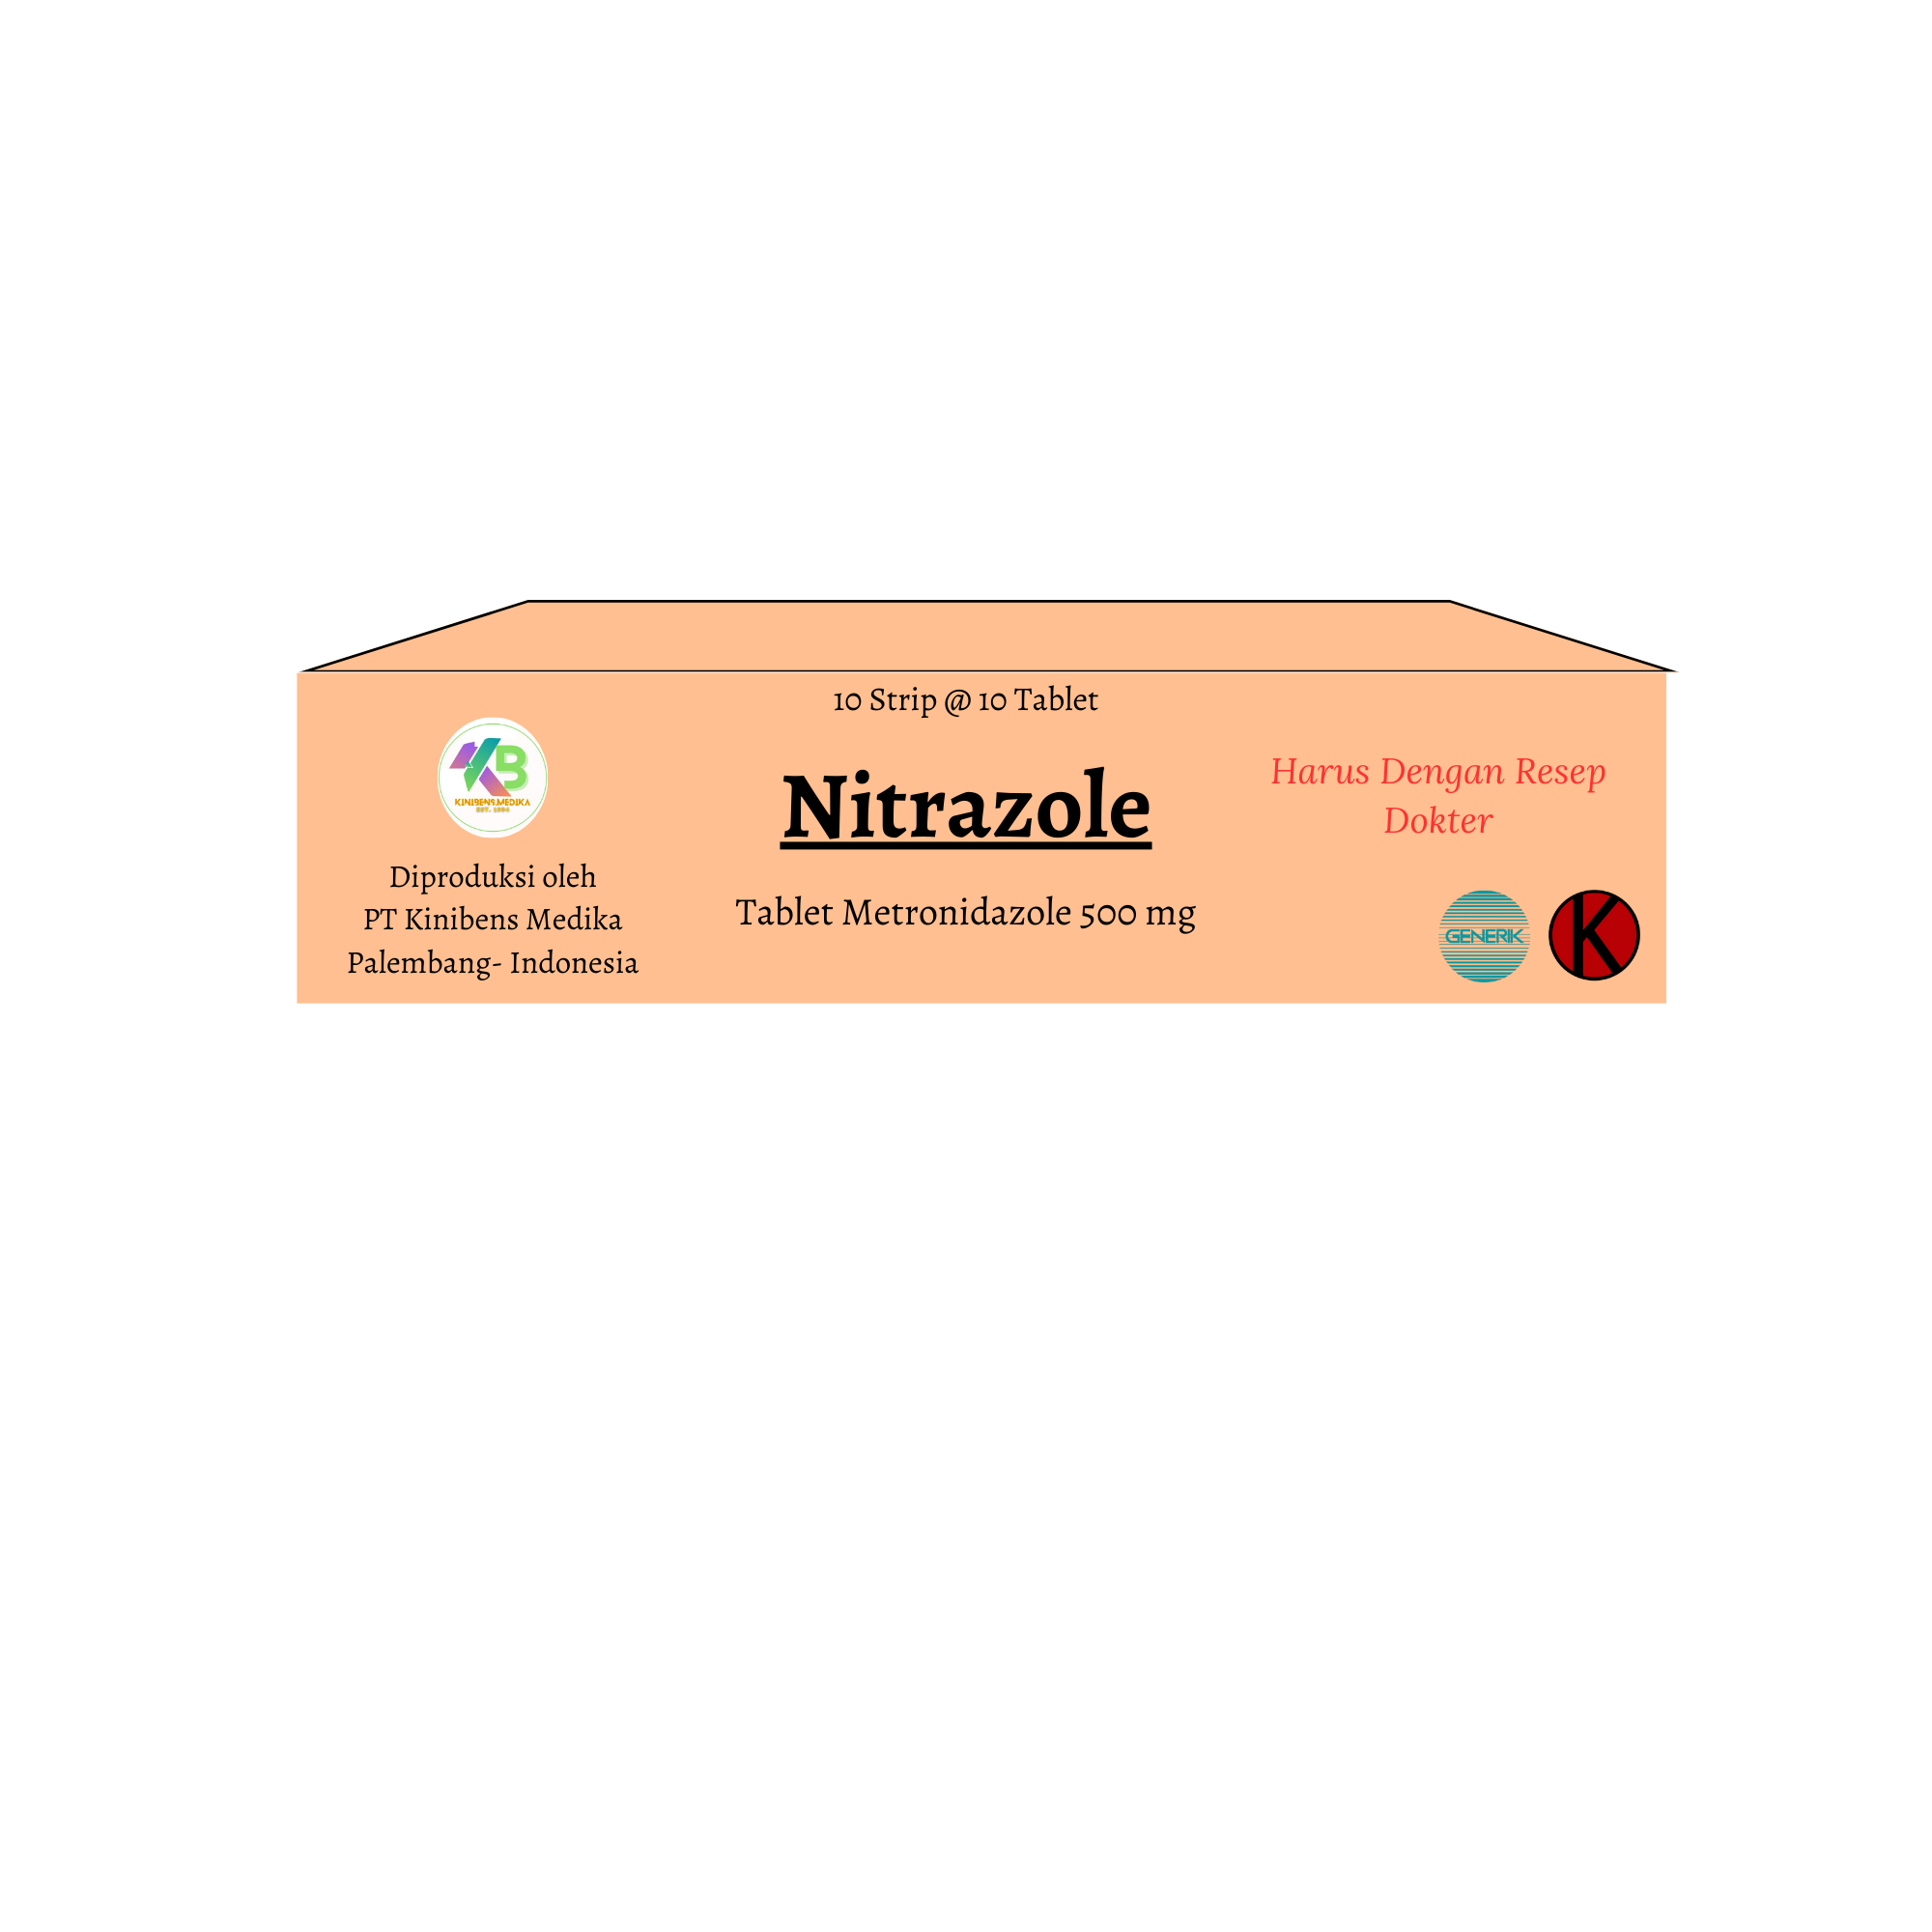 10 Strip @ 10 Tablet
KB
KINIBENS MEDIKA
Diproduksi oleh
PT Kinibens Medika
Palembang- Indonesia
Nitrazole
Tablet Metronidazole 500 mg
Harus Dengan Resep
Dokter
GENERIK
K